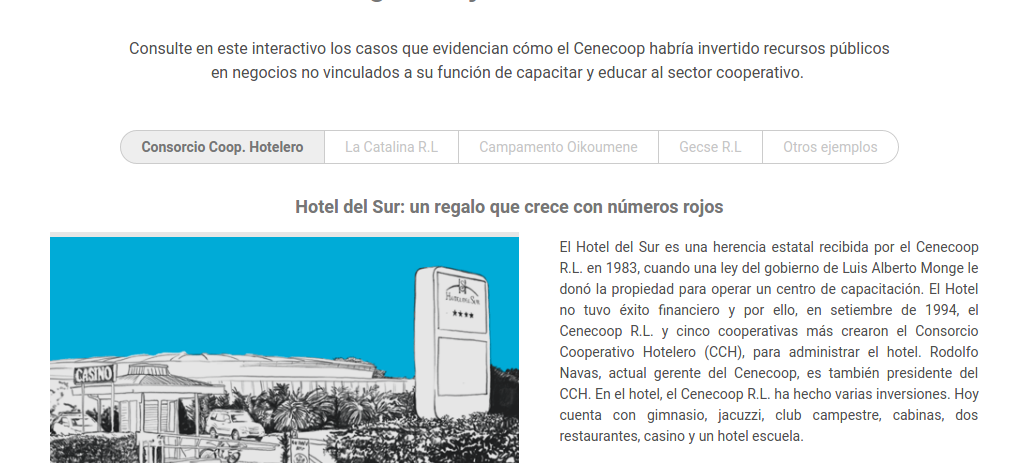 Consulte en este interactivo los casos que evidencian cómo el Cenecoop habría invertido recursos públicos
en negocios no vinculados a su función de capacitar y educar al sector cooperativo.
Consorcio Coop. Hotelero
La Catalina R.L
Campamento Oikoumene
Gecse R.L
Otros ejemplos
Hotel del Sur: un regalo que crece con números rojos
Hotel del Sur
CASINO
El Hotel del Sur es una herencia estatal recibida por el Cenecoop
R.L. en 1983, cuando una ley del gobierno de Luis Alberto Monge le
donó la propiedad para operar un centro de capacitación. El Hotel
no tuvo éxito financiero y por ello, en setiembre de 1994, el
Cenecoop R.L. y cinco cooperativas más crearon el Consorcio
Cooperativo Hotelero (CCH), para administrar el hotel. Rodolfo
Navas, actual gerente del Cenecoop, es también presidente del
CCH. En el hotel, el Cenecoop R.L. ha hecho varias inversiones. Hoy
cuenta con gimnasio, jacuzzi, club campestre, cabinas, dos
restaurantes, casino y un hotel escuela.